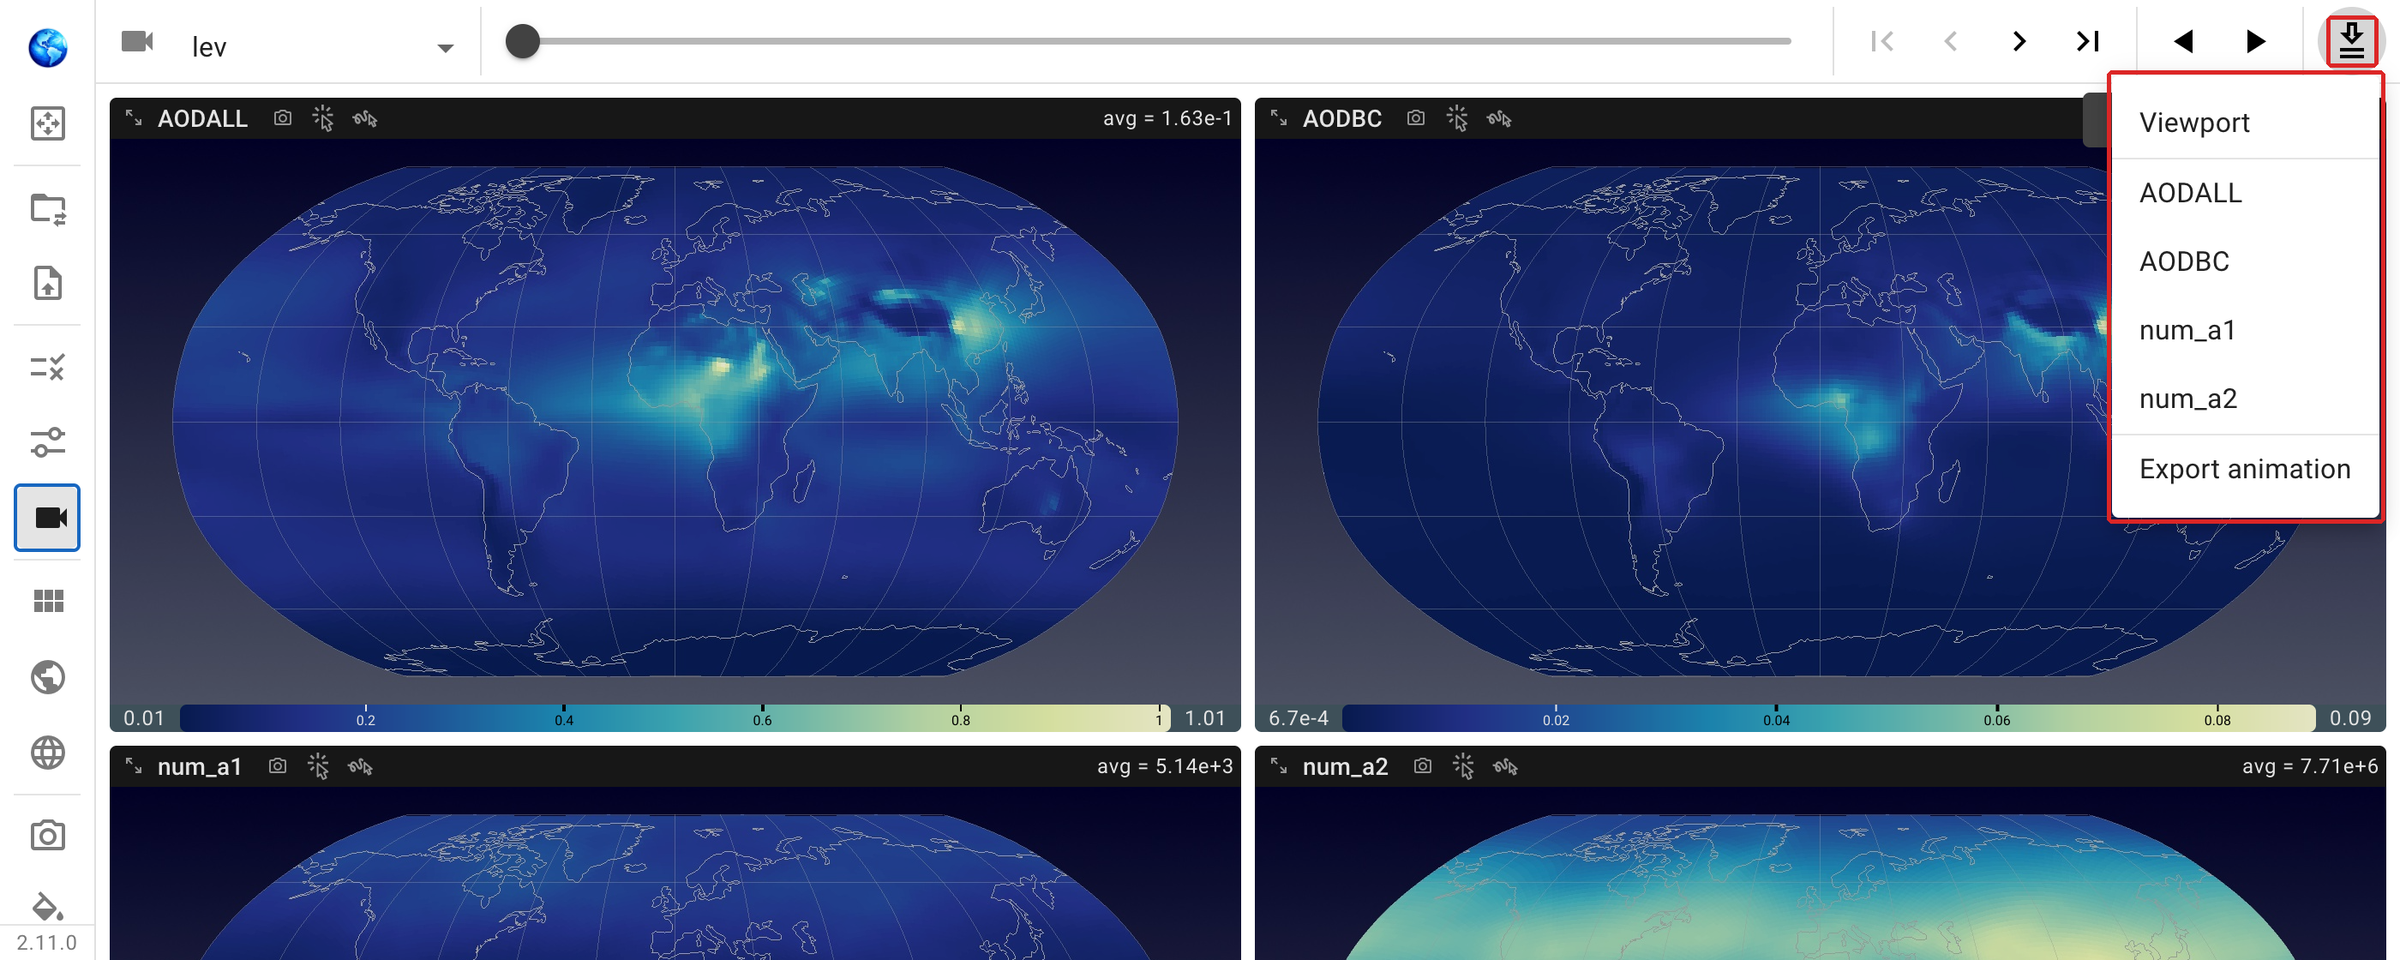 lev
AODALL
avg = 1.63e-1
AODBC
Viewport
AODALL
AODBC
num_a1
num_a2
Export animation
0.01
0.2
0.4
0.6
0.8
1
1.01
6.7e-4
0.02
0.04
0.06
0.08
0.09
num_a1
avg = 5.14e+3
num_a2
avg = 7.71e+6
2.11.0